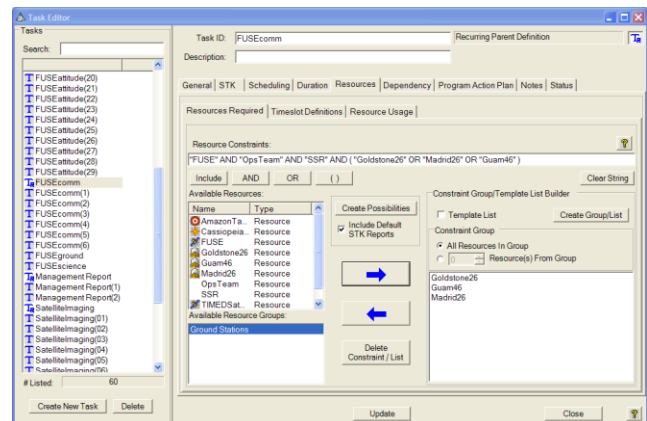 Task Editor
Tasks
Search:
FUSEattitude(20)
FUSEattitude(21)
FUSEattitude(22)
FUSEattitude(23)
FUSEattitude(24)
FUSEattitude(25)
FUSEattitude(26)
FUSEattitude(27)
FUSEattitude(28)
FUSEattitude(29)
FUSEcomm
FUSEcomm(1)
FUSEcomm(2)
FUSEcomm(3)
FUSEcomm(4)
FUSEcomm(5)
FUSEcomm(6)
FUSEground
FUSEscience
Management Report
Management Report(1)
Management Report(2)
SatelliteImaging
SatelliteImaging(01)
SatelliteImaging(02)
SatelliteImaging(03)
SatelliteImaging(04)
SatelliteImaging(05)
SatelliteImaging(06)
# Listed: 60
Create New Task Delete
Task ID: FUSEcomm Recurring Parent Definition
Description:
General STK Scheduling Duration Resources Dependency Program Action Plan Notes Status
Resources Required Timeslot Definitions Resource Usage
Resource Constraints:
"FUSE" AND "OpsTeam" AND "SSR" AND ( "Goldstone26" OR "Madrid26" OR "Guam46" )
Include AND OR ( ) Clear String
Available Resources:
Name Type
AmazonTa... Resource
Cassiopeia... Resource
FUSE Resource
Goldstone26 Resource
Guam46 Resource
Madrid26 Resource
OpsTeam Resource
SSR Resource
TIMEDSat... Resource
Available Resource Groups:
Ground Stations
Create Possibilities
Include Default
STK Reports
Delete
Constraint / List
Constraint Group/Template List Builder
Template List Create Group/List
Constraint Group
All Resources In Group
0 Resource(s) From Group
Goldstone26
Guam46
Madrid26
Update Close